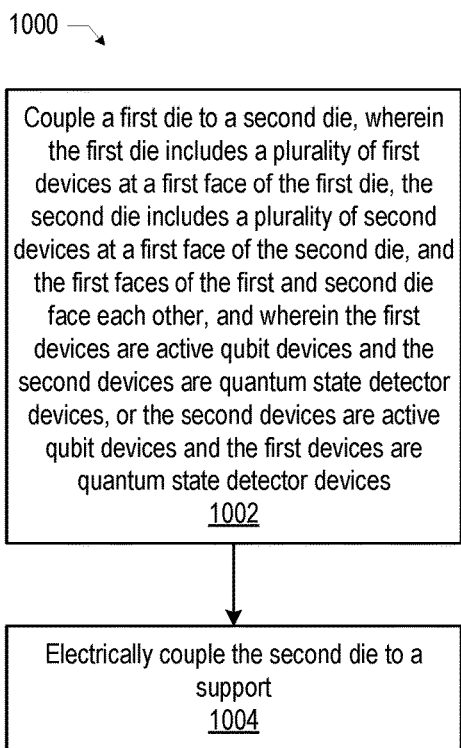 1000
Couple a first die to a second die, wherein
the first die includes a plurality of first
devices at a first face of the first die, the
second die includes a plurality of second
devices at a first face of the second die, and
the first faces of the first and second die
face each other, and wherein the first
devices are active qubit devices and the
second devices are quantum state detector
devices, or the second devices are active
qubit devices and the first devices are
quantum state detector devices
1002
Electrically couple the second die to a
support
1004